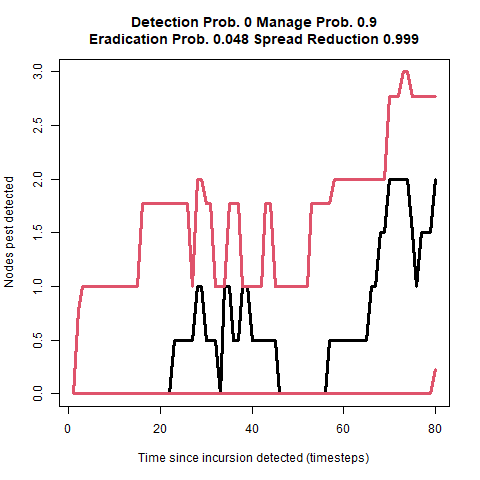 Detection Prob. 0 Manage Prob. 0.9
Eradication Prob. 0.048 Spread Reduction 0.999
Nodes pest detected
3.0
2.5
2.0
1.5
1.0
0.5
0.0
0 20 40 60 80
Time since incursion detected (timesteps)